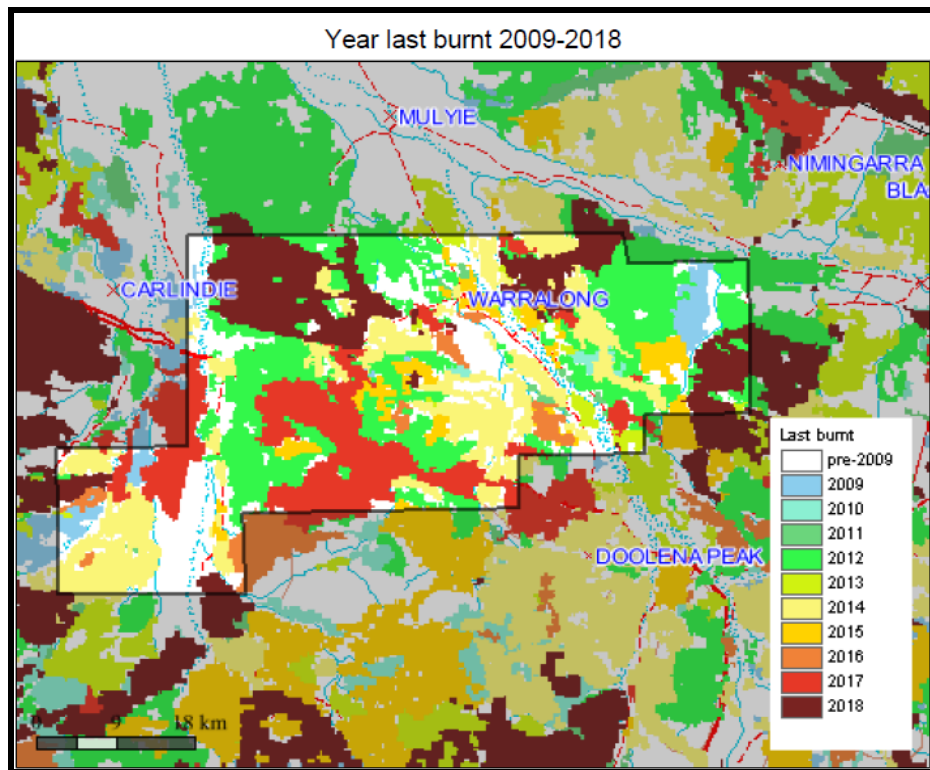 Year last burnt 2009-2018
MULYIE
NIMINGARRA
BLA
CARLINDIE
WARRALONG
Last burnt
pre-2009
2009
2010
2011
2012
2013
2014
2015
2016
2017
2018
DOOLENA PEAK
0 9 18 km